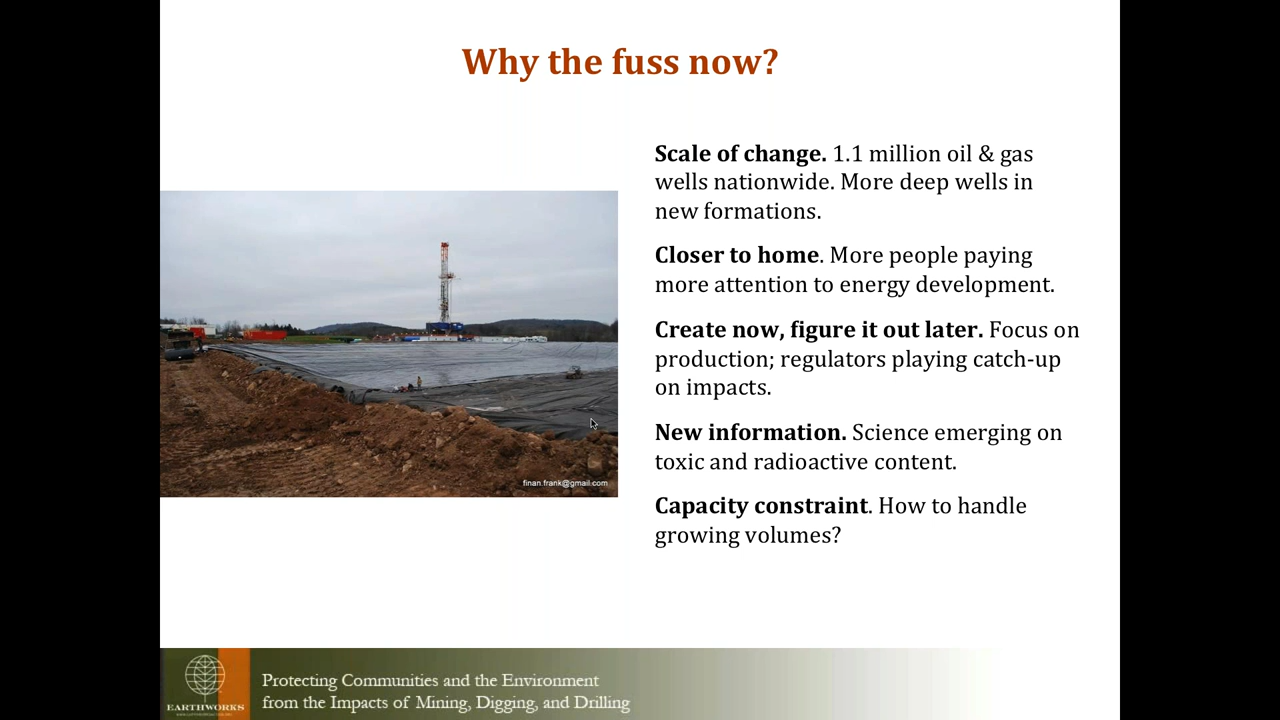 Why the fuss now?
Scale of change. 1.1 million oil & gas
wells nationwide. More deep wells in
new formations.
Closer to home. More people paying
more attention to energy development.
Create now, figure it out later. Focus on
production; regulators playing catch-up
on impacts.
New information. Science emerging on
toxic and radioactive content.
Capacity constraint. How to handle
growing volumes?
finan.frank@gmail.com
EARTHWORKS
Protecting Communities and the Environment
from the Impacts of Mining, Digging, and Drilling